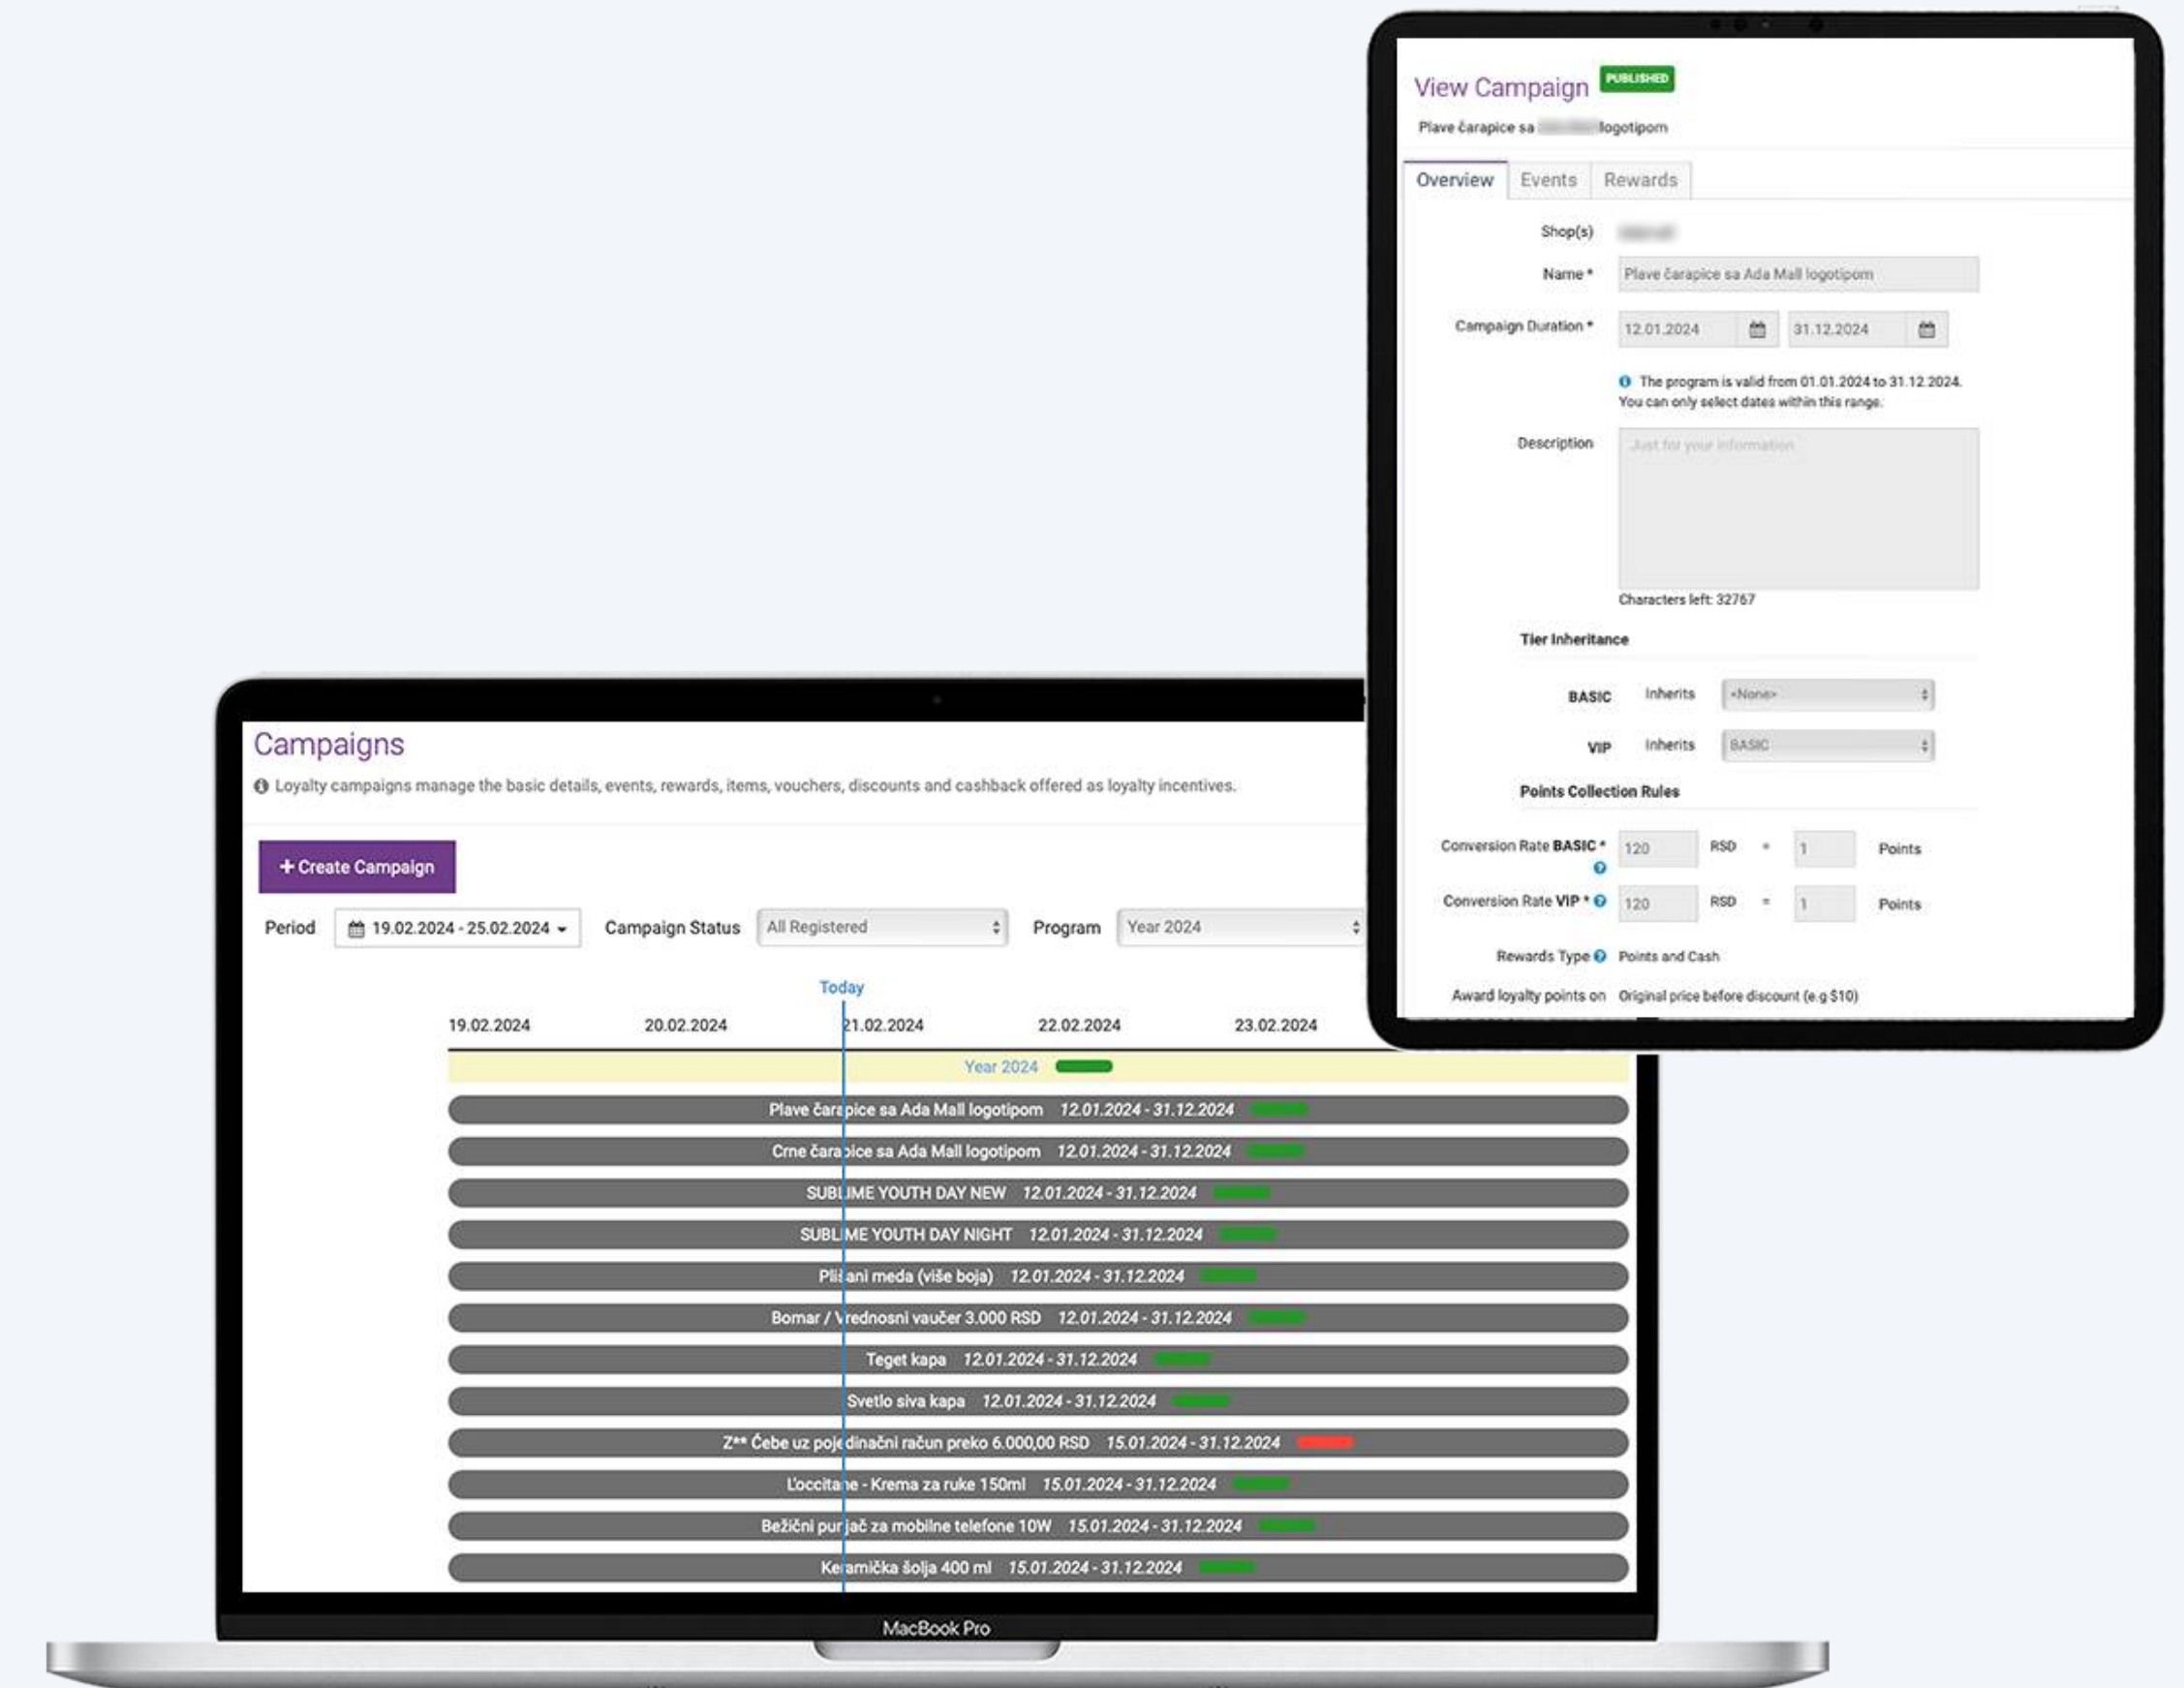 View Campaign PUBLISHED
Plave čarapice sa logotipom
Overview Events Rewards
Shop(s)
Name * Plave čarapice sa Ada Mall logotipom
Campaign Duration * 12.01.2024 31.12.2024
The program is valid from 01.01.2024 to 31.12.2024.
You can only select dates within this range.
Description Just for your information
Characters left: 32767
Tier Inheritance
BASIC Inherits <None>
VIP Inherits BASIC
Points Collection Rules
Conversion Rate BASIC * 120 RSD = 1 Points
Conversion Rate VIP * 120 RSD = 1 Points
Rewards Type Points and Cash
Award loyalty points on Original price before discount (e.g $10)
Campaigns
Loyalty campaigns manage the basic details, events, rewards, items, vouchers, discounts and cashback offered as loyalty incentives.
+ Create Campaign
Period 19.02.2024 - 25.02.2024 Campaign Status All Registered Program Year 2024
Today
19.02.2024 20.02.2024 21.02.2024 22.02.2024 23.02.2024
Year 2024
Plave čarapice sa Ada Mall logotipom 12.01.2024 - 31.12.2024
Crne čarapice sa Ada Mall logotipom 12.01.2024 - 31.12.2024
SUBLIME YOUTH DAY NEW 12.01.2024 - 31.12.2024
SUBLIME YOUTH DAY NIGHT 12.01.2024 - 31.12.2024
Plišani meda (više boja) 12.01.2024 - 31.12.2024
Bomar / Vrednosni vaučer 3.000 RSD 12.01.2024 - 31.12.2024
Teget kapa 12.01.2024 - 31.12.2024
Svetlo siva kapa 12.01.2024 - 31.12.2024
Z** Ćebe uz pojedinačni račun preko 6.000,00 RSD 15.01.2024 - 31.12.2024
L'occitane - Krema za ruke 150ml 15.01.2024 - 31.12.2024
Bežični punjač za mobilne telefone 10W 15.01.2024 - 31.12.2024
Keramička šolja 400 ml 15.01.2024 - 31.12.2024
MacBook Pro